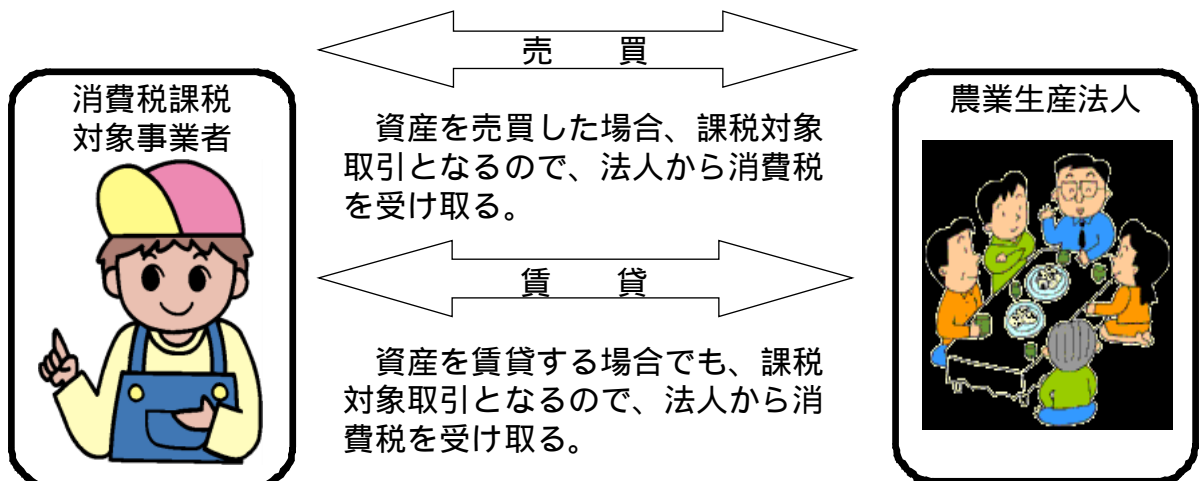 売　買
消費税課税
対象事業者
農業生産法人
　資産を売買した場合、課税対象
取引となるので、法人から消費税
を受け取る。
賃　貸
　資産を賃貸する場合でも、課税
対象取引となるので、法人から消
費税を受け取る。